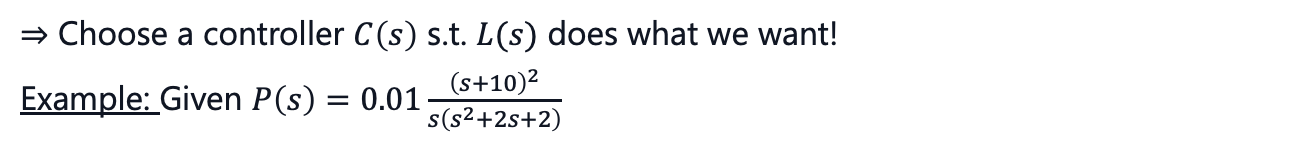 ⇒ Choose a controller C(s) s.t. L(s) does what we want!
Example: Given P(s) = 0.01 (s+10)² / s(s²+2s+2)